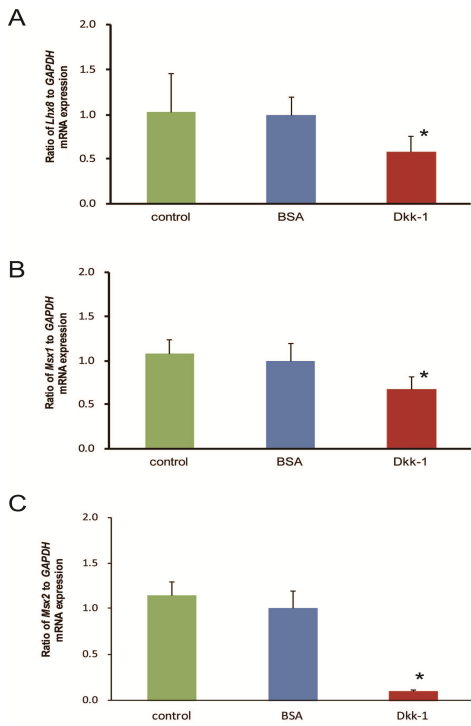 A
Ratio of Lhx8 to GAPDH
mRNA expression
2.0
1.5
1.0
0.5
0.0
*
control BSA Dkk-1
B
Ratio of Msx1 to GAPDH
mRNA expression
2.0
1.5
1.0
0.5
0.0
*
control BSA Dkk-1
C
Ratio of Msx2 to GAPDH
mRNA expression
2.0
1.5
1.0
0.5
0.0
*
control BSA Dkk-1